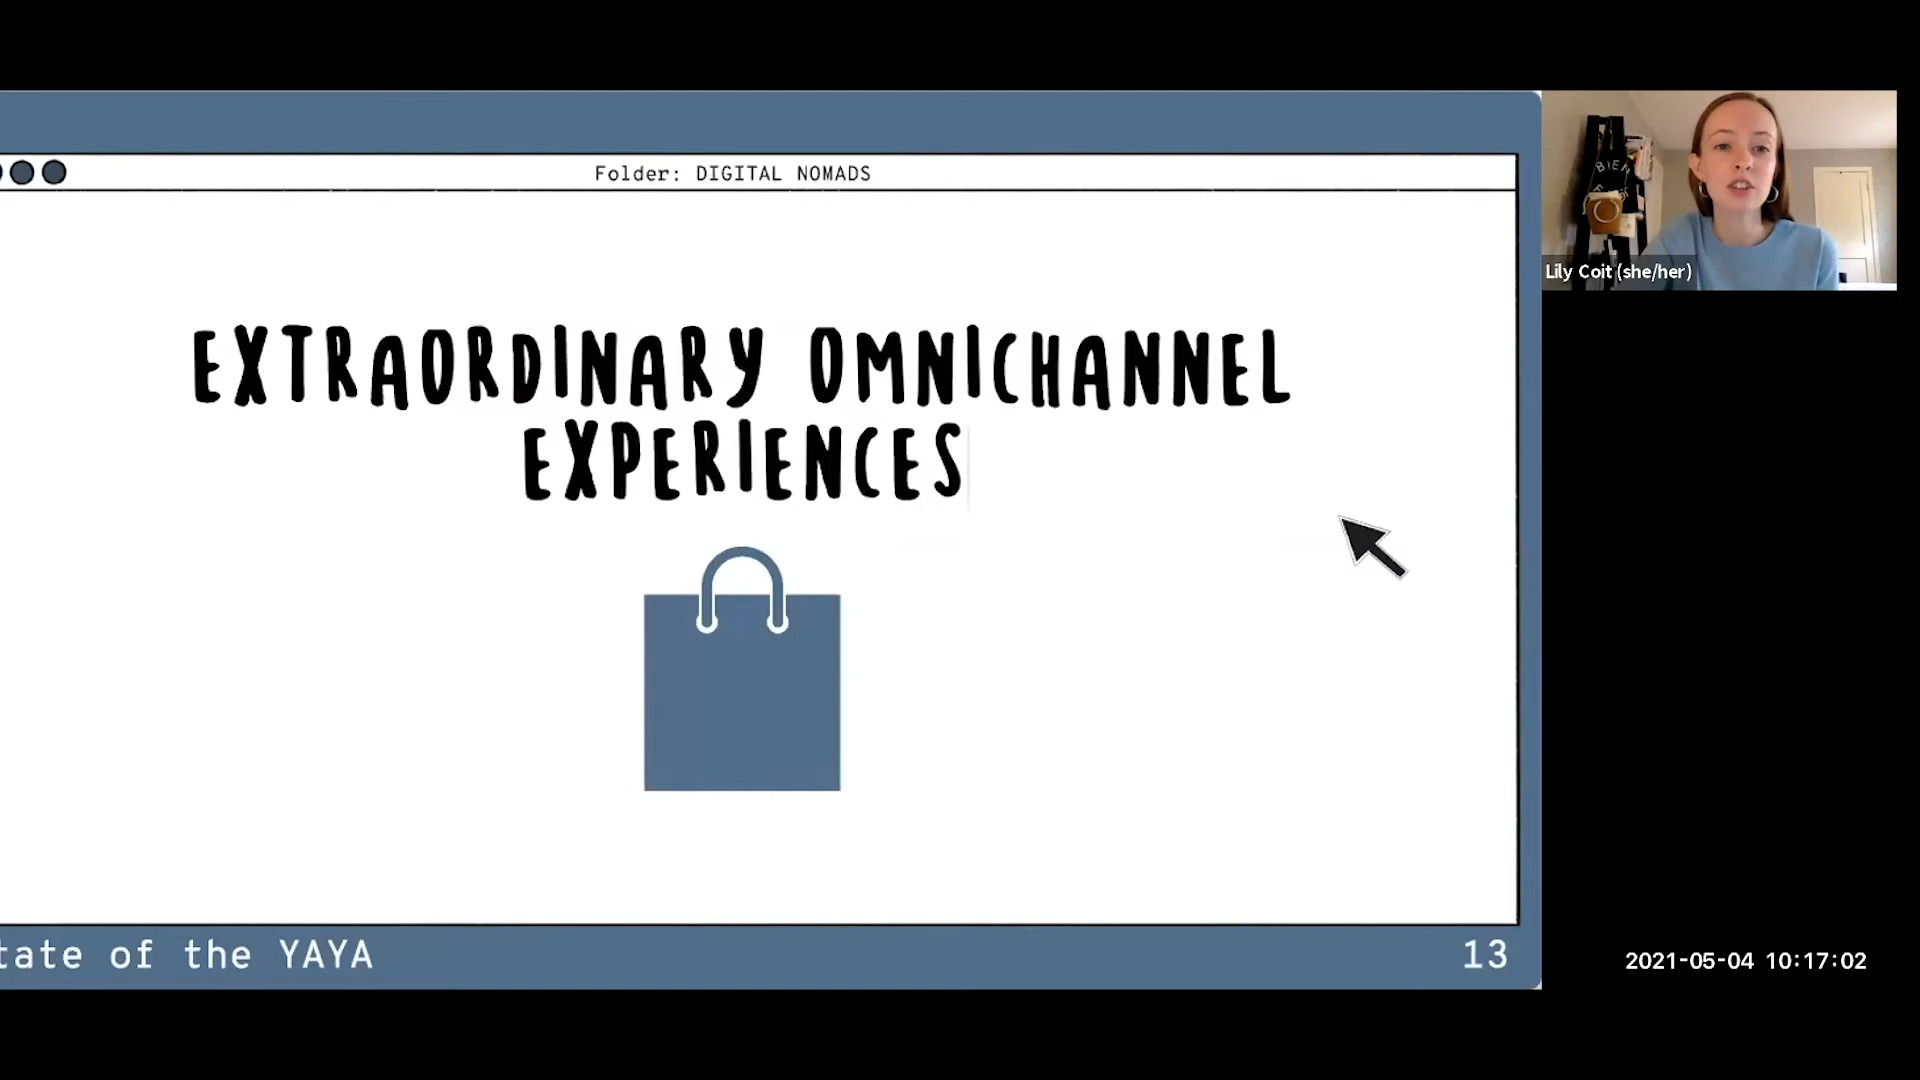 Folder: DIGITAL NOMADS
EXTRAORDINARY OMNICHANNEL
EXPERIENCES
BIEN
Lily Coit (she/her)
tate of the YAYA
13
2021-05-04 10:17:02